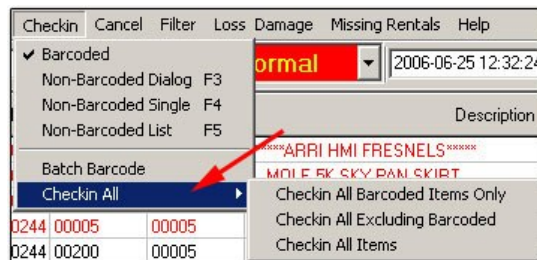 Checkin Cancel Filter Loss Damage Missing Rentals Help
✔ Barcoded
Non-Barcoded Dialog F3
Non-Barcoded Single F4
Non-Barcoded List F5
Batch Barcode
Checkin All
ormal 2006-06-25 12:32:24
Description
*****ARRI HMI FRESNELS*****
MOLE 5K SKY PAN SKIRT
Checkin All Barcoded Items Only
Checkin All Excluding Barcoded
Checkin All Items
0244 00005 00005
0244 00200 00005